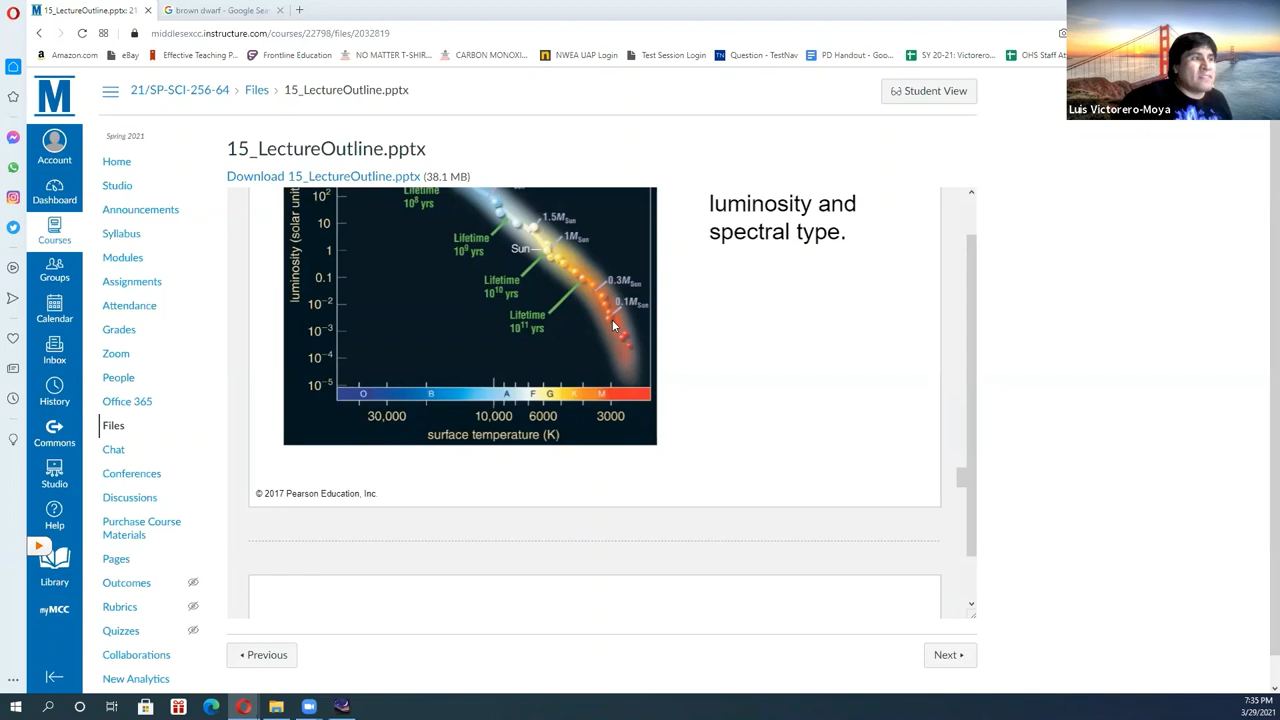 15_LectureOutline.pptx: 21
brown dwarf - Google Sea
middlesexcc.instructure.com/courses/22798/files/2032819
Amazon.com
eBay
Effective Teaching P...
Frontline Education
NO MATTER T-SHIR...
CARBON MONOXI...
NWEA UAP Login
Test Session Login
Question - TestNav
PD Handout - Goo...
SY 20-21: Victorero...
OHS Staff At
Luis Victorero-Moya
M
21/SP-SCI-256-64
Files
15_LectureOutline.pptx
Student View
Account
Dashboard
Courses
Groups
Calendar
Inbox
History
Commons
Studio
Help
Library
myMCC
Spring 2021
Home
Studio
Announcements
Syllabus
Modules
Assignments
Attendance
Grades
Zoom
People
Office 365
Files
Chat
Conferences
Discussions
Purchase Course
Materials
Pages
Outcomes
Rubrics
Quizzes
Collaborations
New Analytics
15_LectureOutline.pptx
Download 15_LectureOutline.pptx (38.1 MB)
luminosity (solar unit
10²
10
1
0.1
10⁻²
10⁻³
10⁻⁴
10⁻⁵
Lifetime
10⁸ yrs
Lifetime
10⁹ yrs
Lifetime
10¹⁰ yrs
Lifetime
10¹¹ yrs
1.5MSun
1MSun
Sun
0.3MSun
0.1MSun
O B A F G K M
30,000 10,000 6000 3000
surface temperature (K)
luminosity and
spectral type.
© 2017 Pearson Education, Inc.
Previous
Next
7:35 PM
3/29/2021